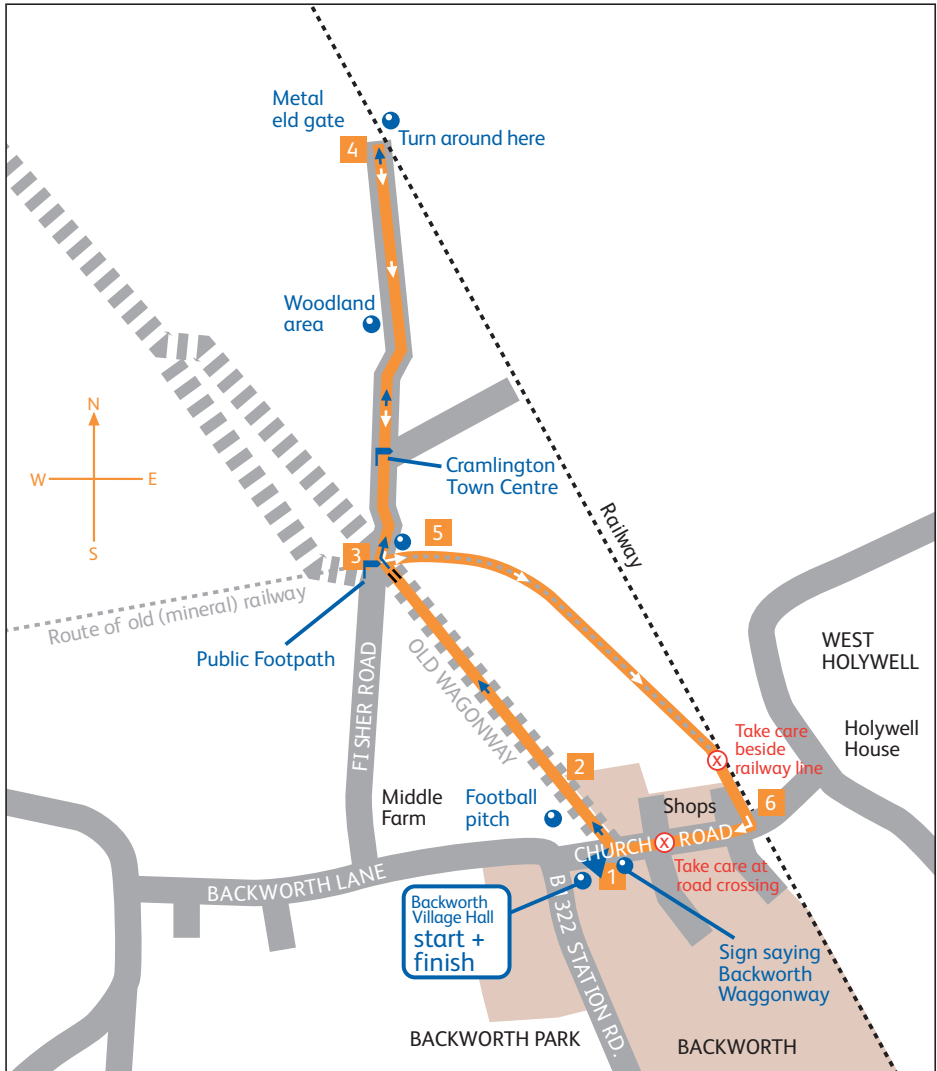 Metal
eld gate
Turn around here
4
Woodland
area
N
W
E
S
Cramlington
Town Centre
Railway
5
3
Route of old (mineral) railway
Public Footpath
OLD WAGONWAY
FISHER ROAD
WEST
HOLYWELL
Holywell
House
Take care
beside
railway line
2
Middle
Farm
Football
pitch
Shops
6
CHURCH ROAD
Take care at
road crossing
X
X
1
BACKWORTH LANE
Backworth
Village Hall
start +
finish
B1322 STATION RD.
Sign saying
Backworth
Waggonway
BACKWORTH PARK
BACKWORTH